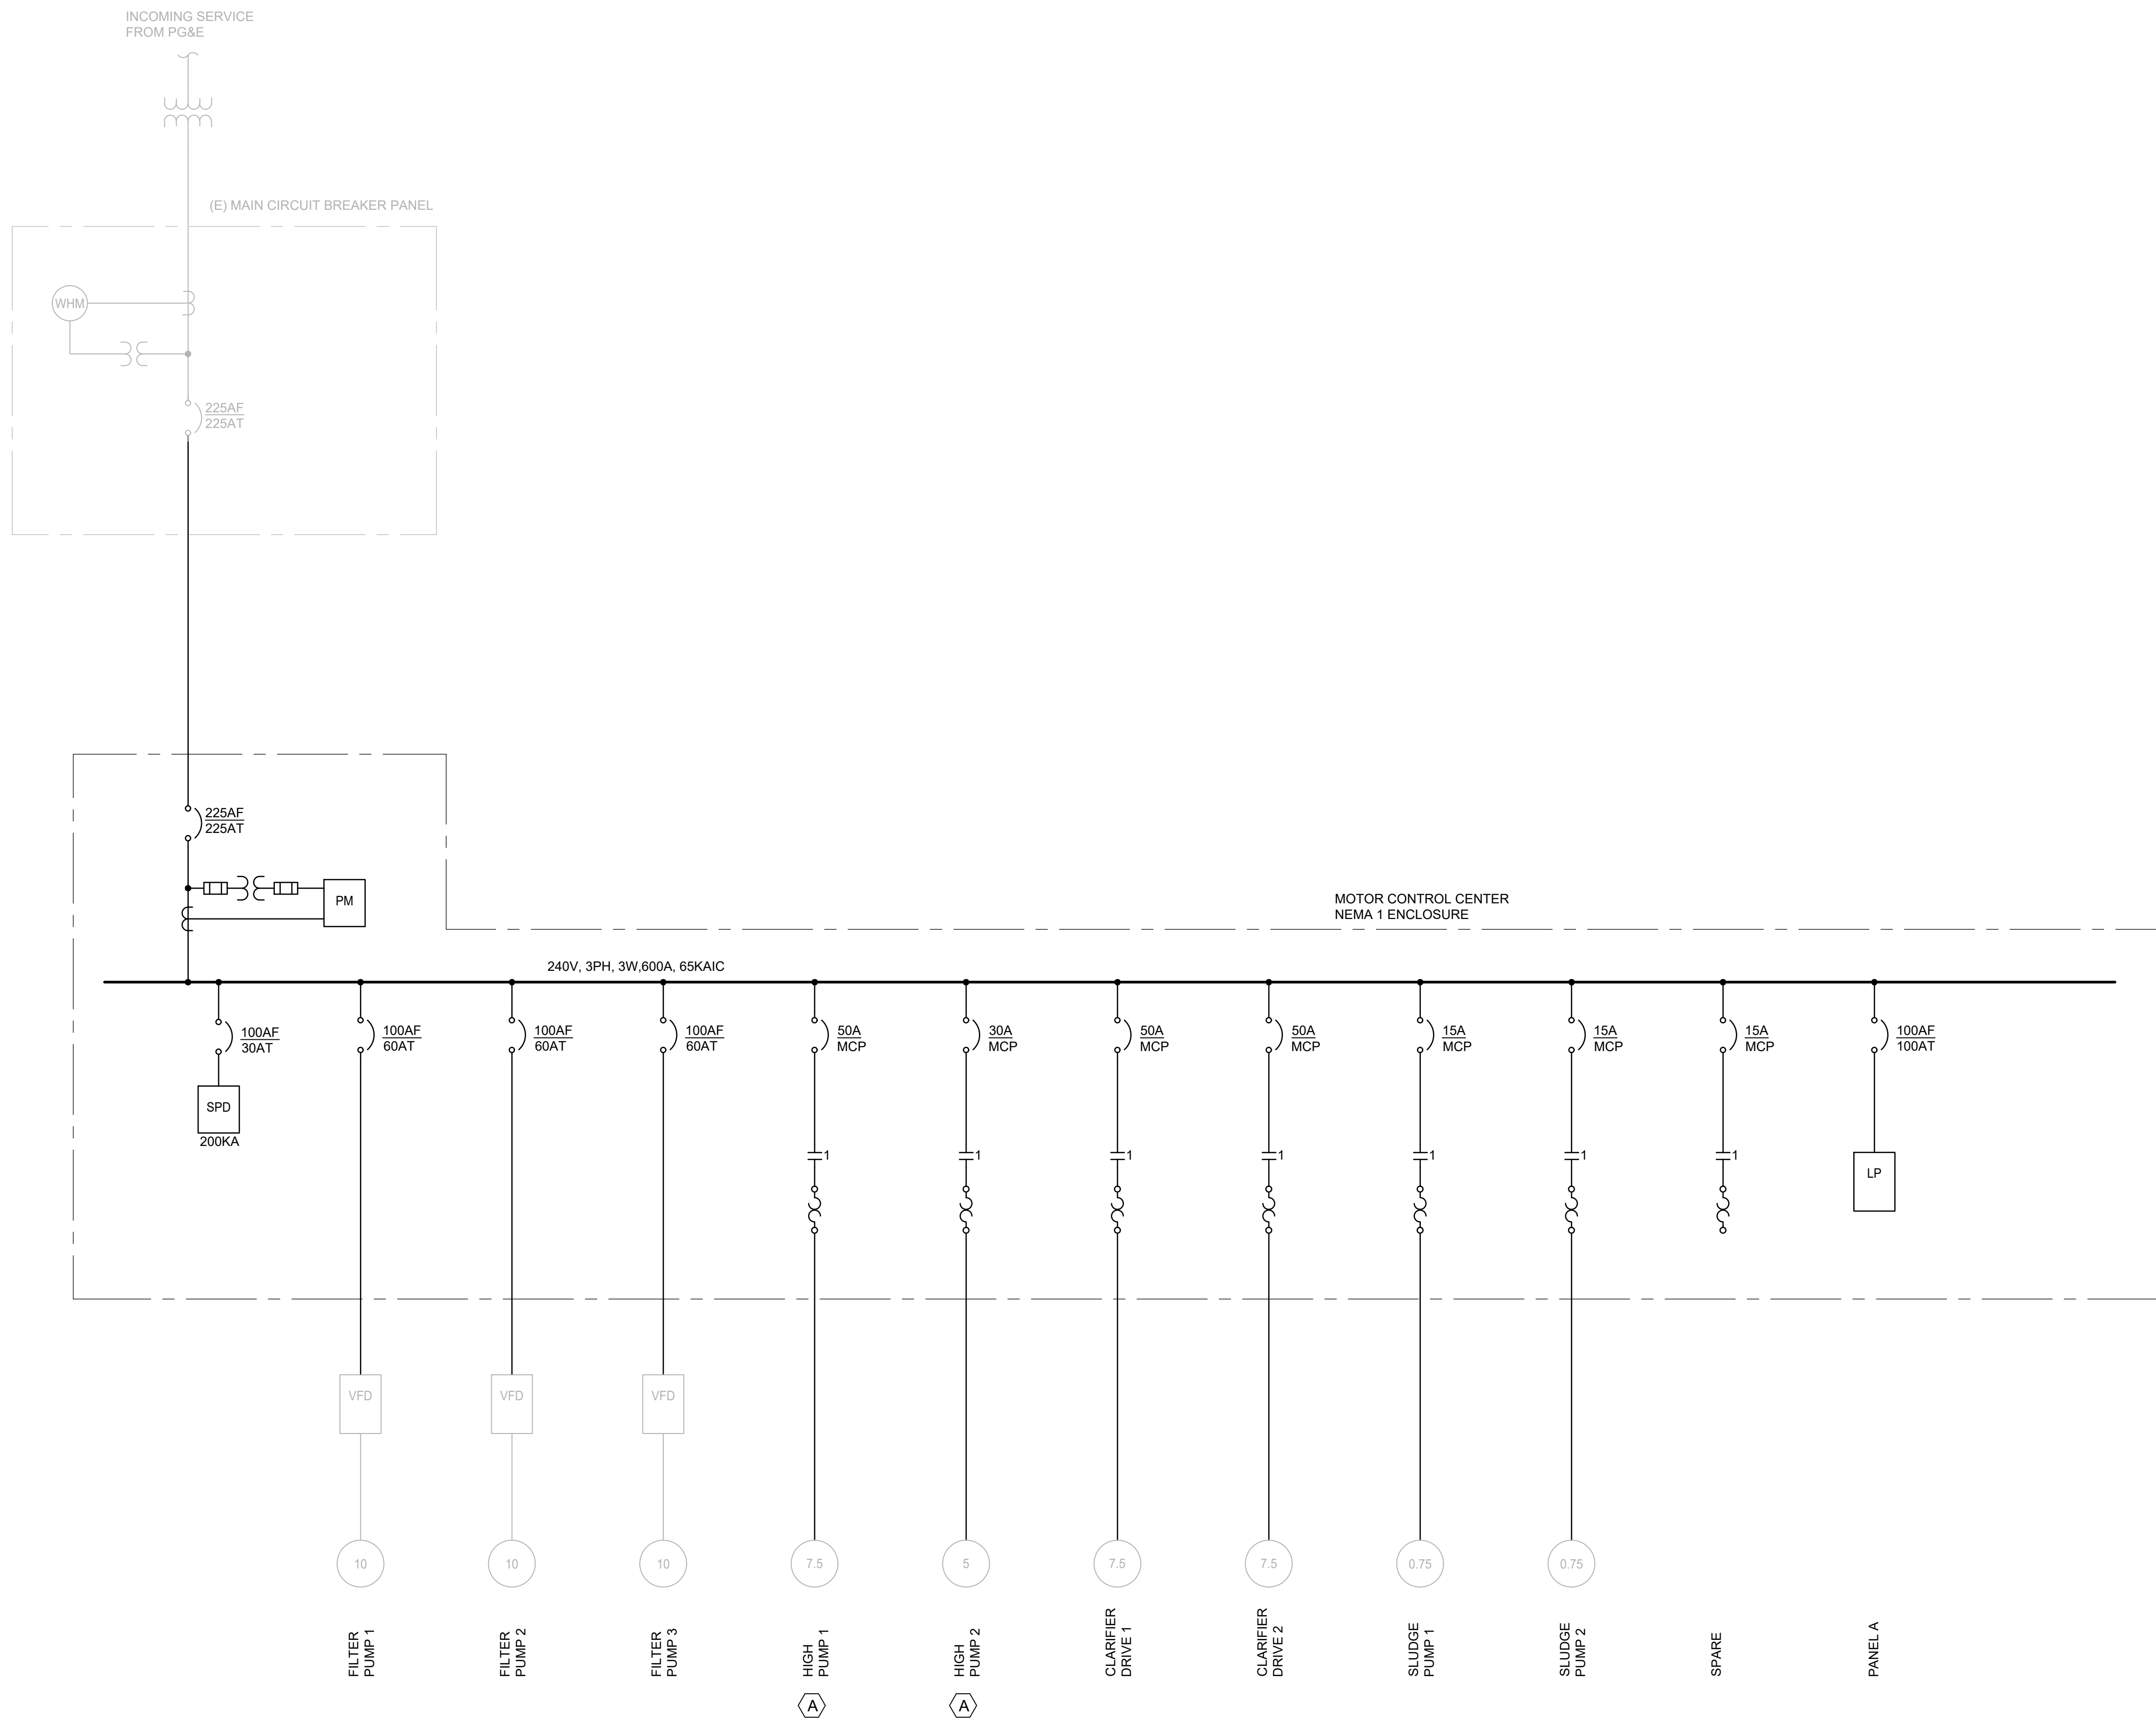 INCOMING SERVICE
FROM PG&E
(E) MAIN CIRCUIT BREAKER PANEL
WHM
225AF
225AT
225AF
225AT
PM
MOTOR CONTROL CENTER
NEMA 1 ENCLOSURE
240V, 3PH, 3W,600A, 65KAIC
100AF
30AT
100AF
60AT
100AF
60AT
100AF
60AT
50A
MCP
30A
MCP
50A
MCP
50A
MCP
15A
MCP
15A
MCP
15A
MCP
100AF
100AT
SPD
200KA
1
1
1
1
1
1
1
LP
VFD
VFD
VFD
10
10
10
7.5
5
7.5
7.5
0.75
0.75
FILTER
PUMP 1
FILTER
PUMP 2
FILTER
PUMP 3
HIGH
PUMP 1
HIGH
PUMP 2
CLARIFIER
DRIVE 1
CLARIFIER
DRIVE 2
SLUDGE
PUMP 1
SLUDGE
PUMP 2
SPARE
PANEL A
A
A